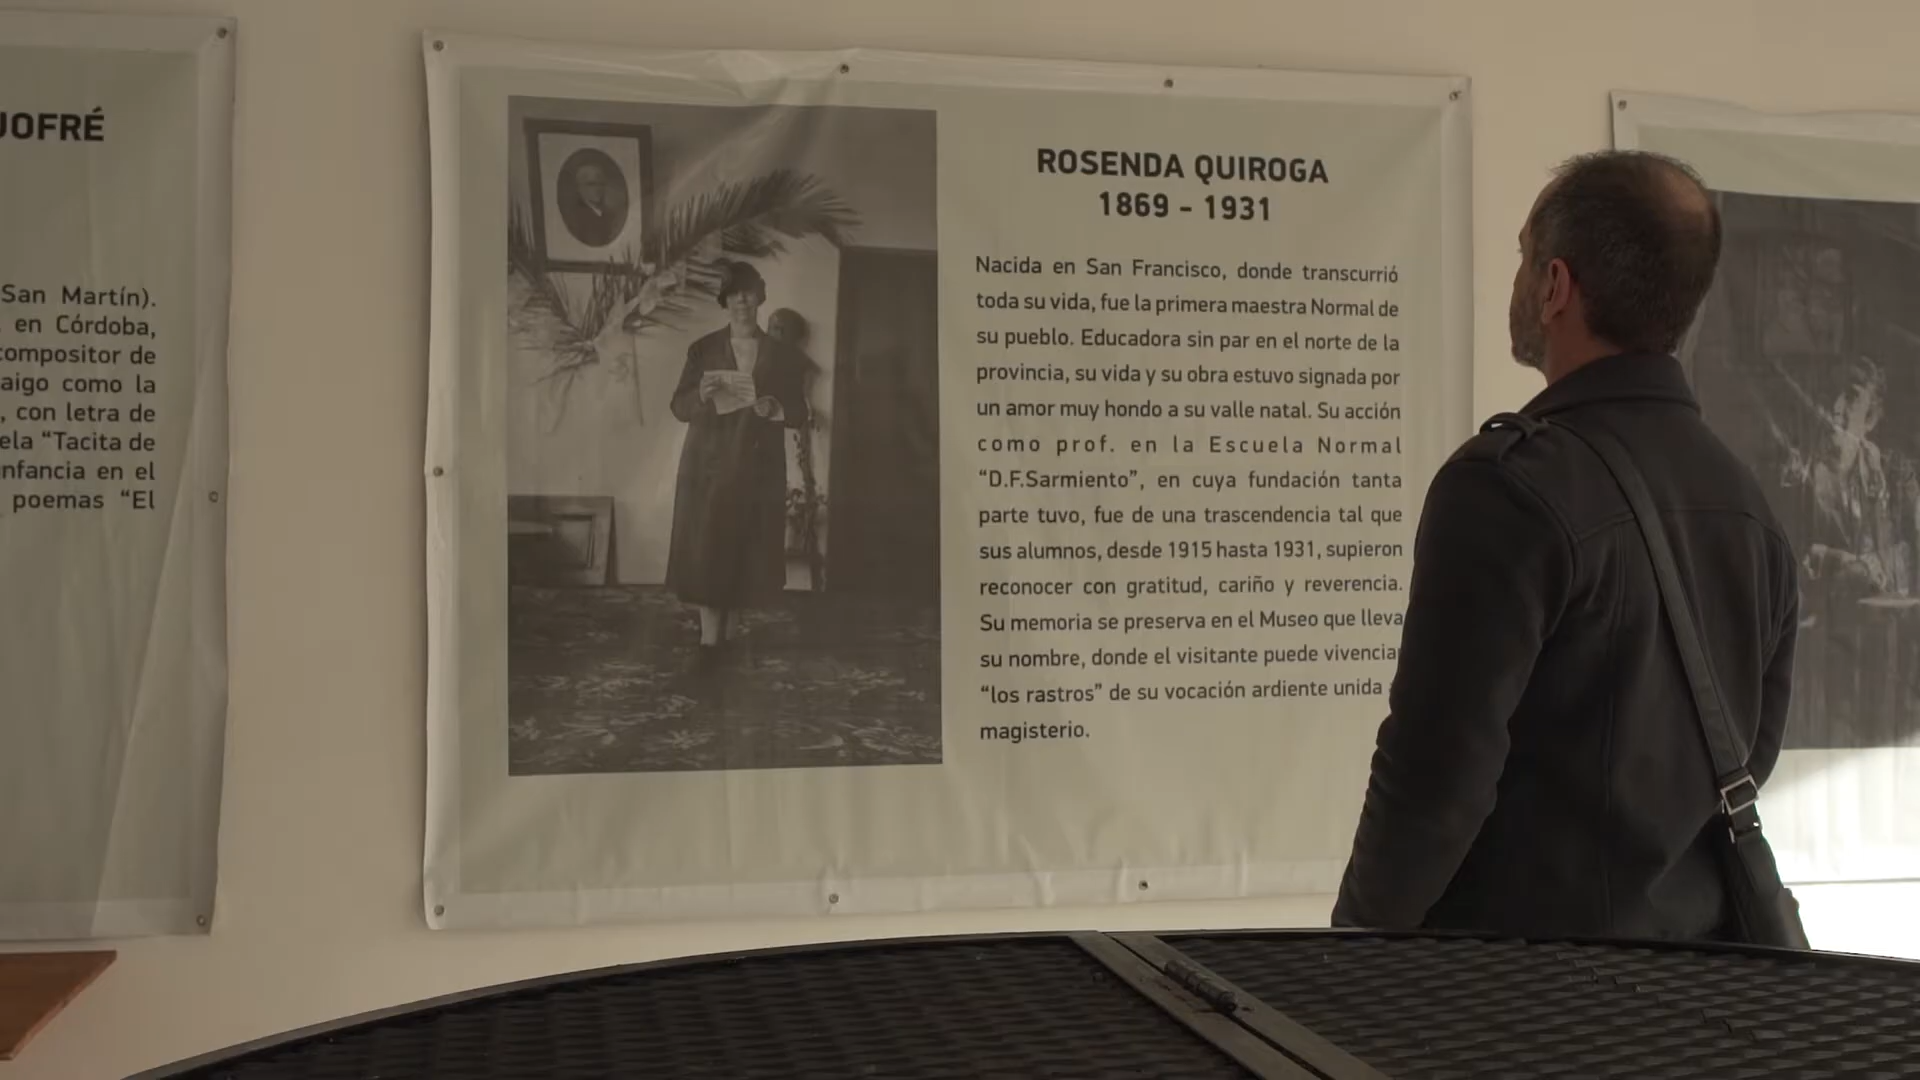 JOFRÉ
San Martín).
en Córdoba,
compositor de
aigo como la
, con letra de
ela “Tacita de
nfancia en el
poemas “El
ROSENDA QUIROGA
1869 - 1931
Nacida en San Francisco, donde transcurrió
toda su vida, fue la primera maestra Normal de
su pueblo. Educadora sin par en el norte de la
provincia, su vida y su obra estuvo signada por
un amor muy hondo a su valle natal. Su acción
como prof. en la Escuela Normal
“D.F.Sarmiento”, en cuya fundación tanta
parte tuvo, fue de una trascendencia tal que
sus alumnos, desde 1915 hasta 1931, supieron
reconocer con gratitud, cariño y reverencia.
Su memoria se preserva en el Museo que lleva
su nombre, donde el visitante puede vivencia
“los rastros” de su vocación ardiente unida
magisterio.